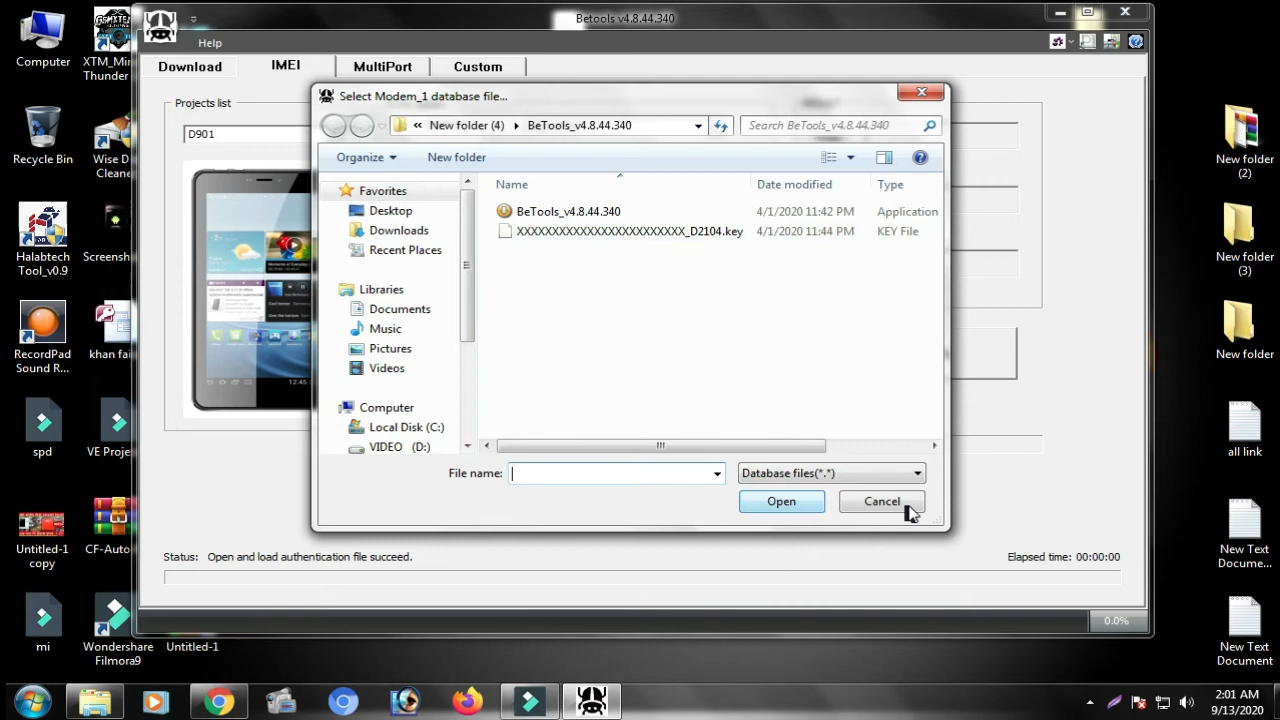 Betools v4.8.44.340
Help
Download
IMEI
MultiPort
Custom
Projects list
D901
Select Modem_1 database file...
« New folder (4)
BeTools_v4.8.44.340
Search BeTools_v4.8.44.340
Organize
New folder
Favorites
Desktop
Downloads
Recent Places
Libraries
Documents
Music
Pictures
Videos
Computer
Local Disk (C:)
VIDEO (D:)
Name
Date modified
Type
BeTools_v4.8.44.340
4/1/2020 11:42 PM
Application
4/1/2020 11:44 PM
KEY File
File name:
Database files(*.*)
Open
Cancel
Status: Open and load authentication file succeed.
Elapsed time: 00:00:00
0.0%
Computer
XTM_Mi
Thunder
Recycle Bin
Wise D
Cleane
Halabtech
Tool_v0.9
Screensh
RecordPad
Sound R...
khan fai
spd
VE Proje
Untitled-1
copy
CF-Auto
mi
Wondershare
Filmora9
Untitled-1
New folder
(2)
New folder
(3)
New folder
all link
New Text
Docume...
New Text
Document
2:01 AM
9/13/2020